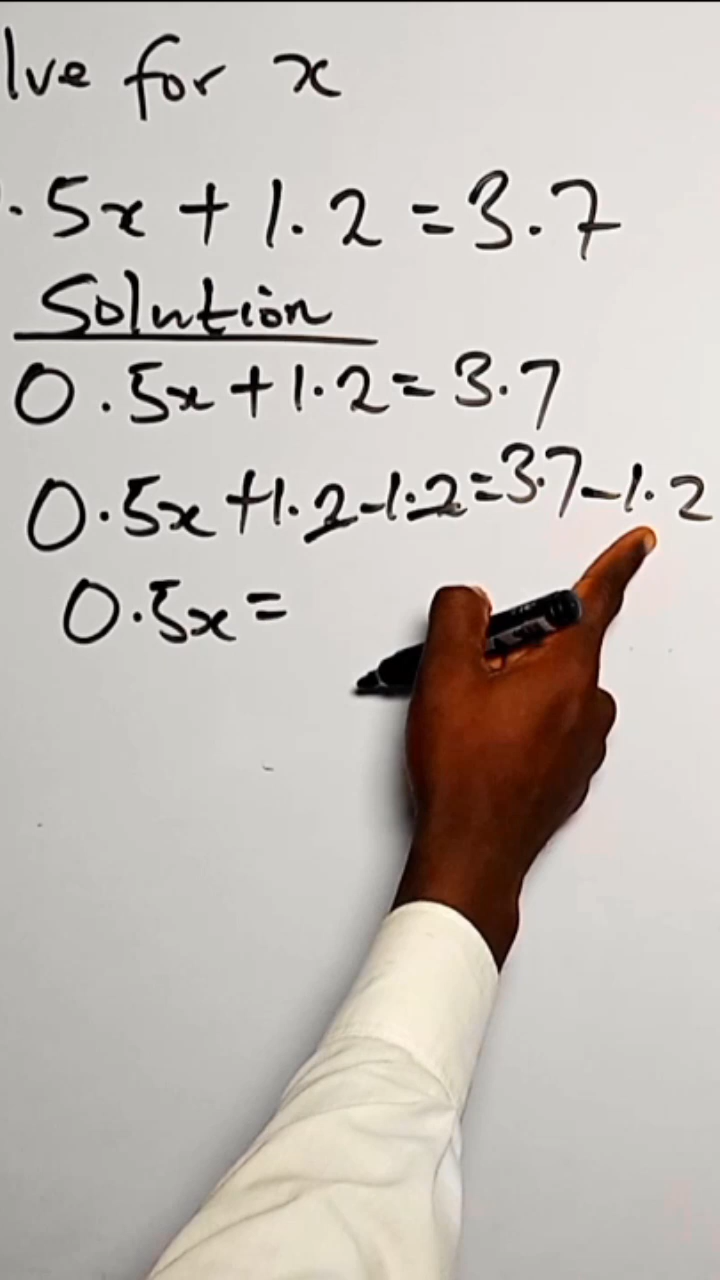 lve for x
.5x + 1.2 = 3.7
Solution
0.5x + 1.2 = 3.7
0.5x + 1.2 - 1.2 = 3.7 - 1.2
0.5x =